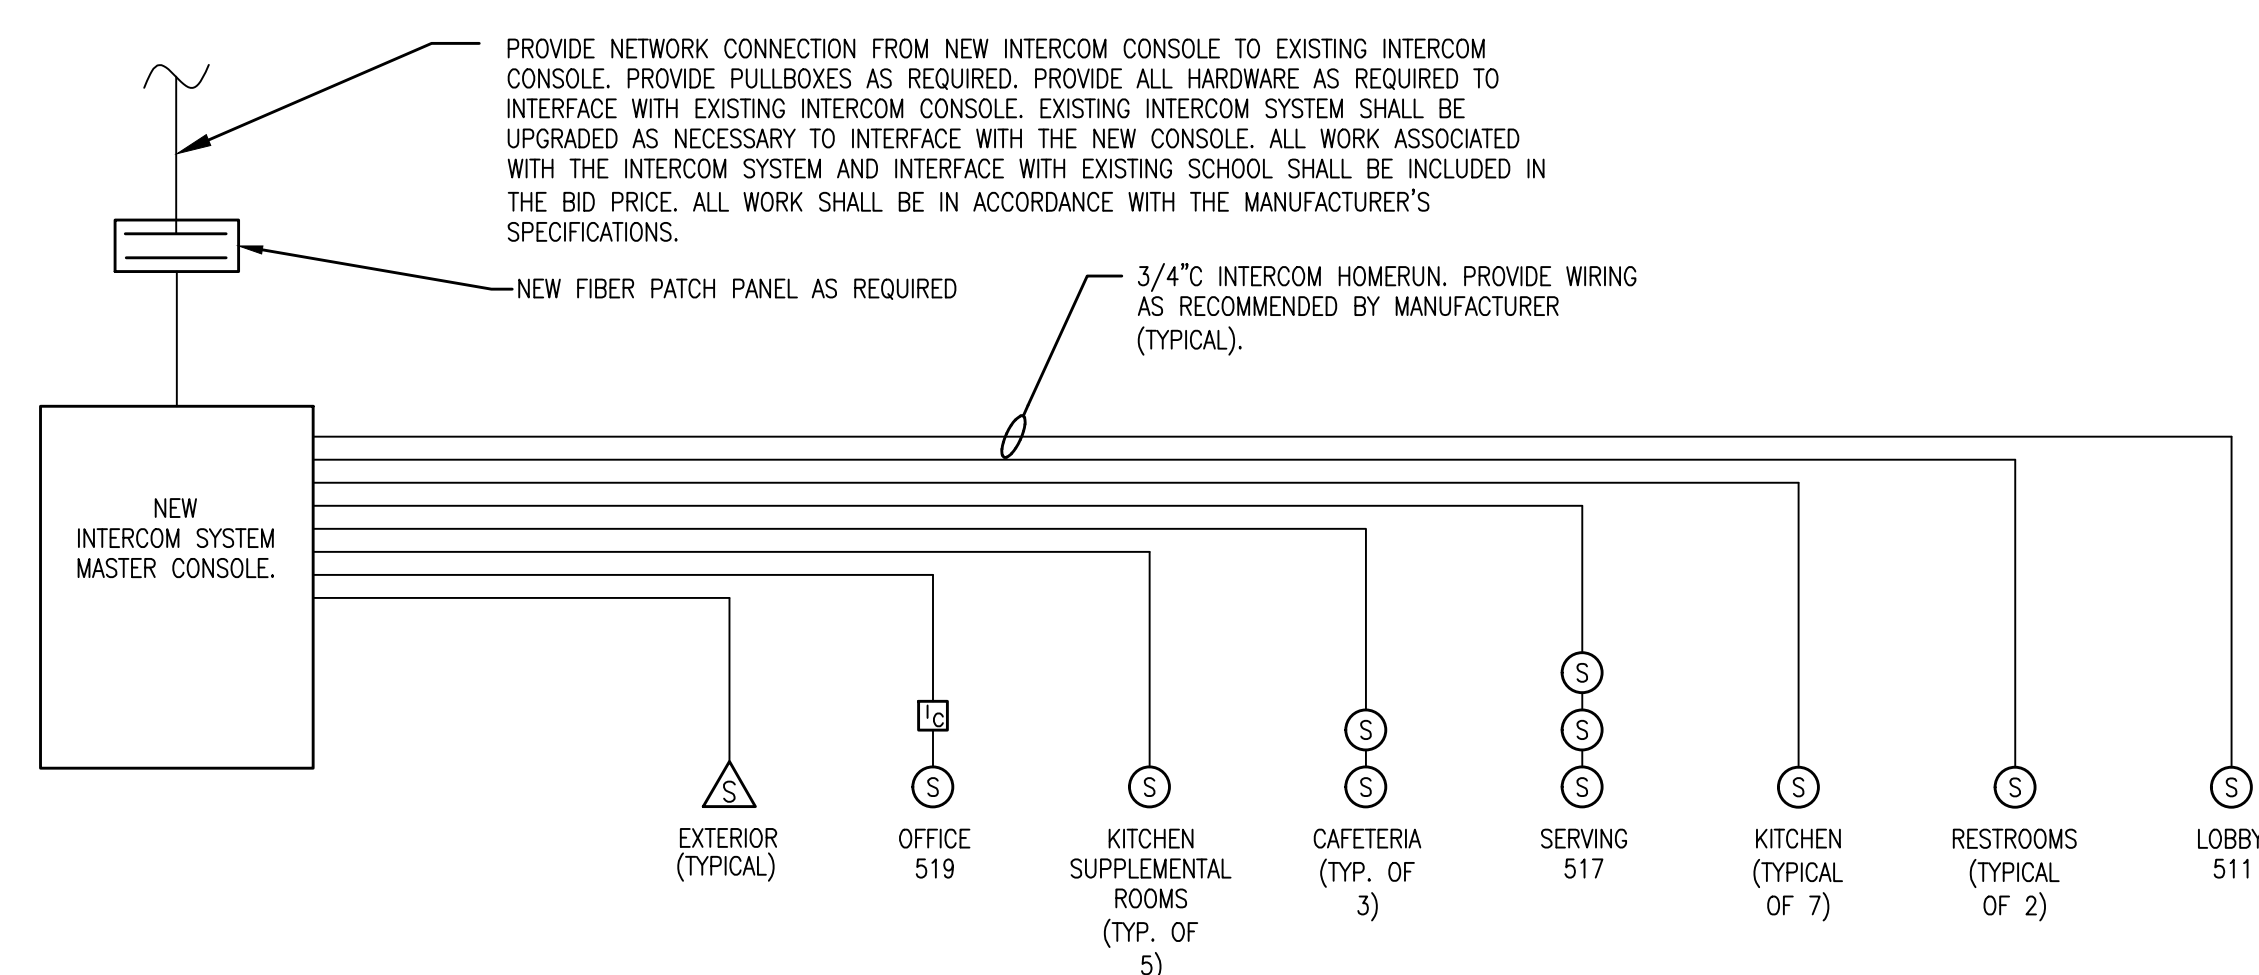 PROVIDE NETWORK CONNECTION FROM NEW INTERCOM CONSOLE TO EXISTING INTERCOM
CONSOLE. PROVIDE PULLBOXES AS REQUIRED. PROVIDE ALL HARDWARE AS REQUIRED TO
INTERFACE WITH EXISTING INTERCOM CONSOLE. EXISTING INTERCOM SYSTEM SHALL BE
UPGRADED AS NECESSARY TO INTERFACE WITH THE NEW CONSOLE. ALL WORK ASSOCIATED
WITH THE INTERCOM SYSTEM AND INTERFACE WITH EXISTING SCHOOL SHALL BE INCLUDED IN
THE BID PRICE. ALL WORK SHALL BE IN ACCORDANCE WITH THE MANUFACTURER'S
SPECIFICATIONS.
NEW FIBER PATCH PANEL AS REQUIRED
3/4"C INTERCOM HOMERUN. PROVIDE WIRING
AS RECOMMENDED BY MANUFACTURER
(TYPICAL).
NEW
INTERCOM SYSTEM
MASTER CONSOLE.
S
EXTERIOR
(TYPICAL)
IC
S
OFFICE
519
S
KITCHEN
SUPPLEMENTAL
ROOMS
(TYP. OF
5)
S
S
CAFETERIA
(TYP. OF
3)
S
S
S
SERVING
517
S
KITCHEN
(TYPICAL
OF 7)
S
RESTROOMS
(TYPICAL
OF 2)
S
LOBBY
511